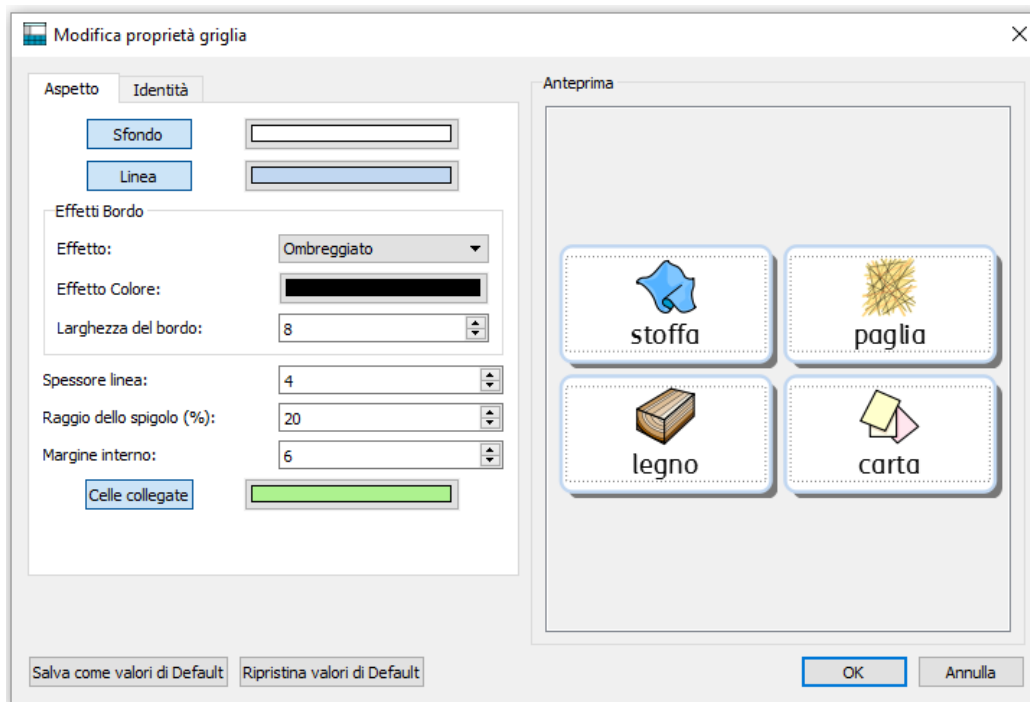 Modifica proprietà griglia
Aspetto
Identità
Sfondo
Linea
Effetti Bordo
Effetto:
Ombreggiato
Effetto Colore:
Larghezza del bordo:
8
Spessore linea:
4
Raggio dello spigolo (%):
20
Margine interno:
6
Celle collegate
Anteprima
stoffa
paglia
legno
carta
Salva come valori di Default
Ripristina valori di Default
OK
Annulla